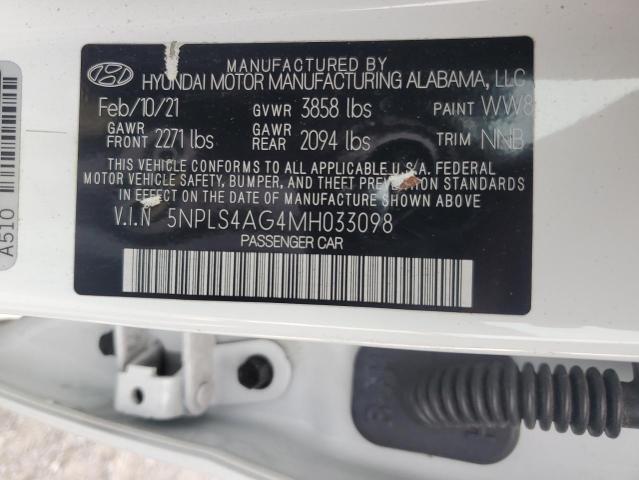 MANUFACTURED BY
HYUNDAI MOTOR MANUFACTURING ALABAMA, LLC
Feb/10/21 GVWR 3858 lbs PAINT WW8
GAWR FRONT 2271 lbs GAWR REAR 2094 lbs TRIM NNB
THIS VEHICLE CONFORMS TO ALL APPLICABLE U.S.A. FEDERAL
MOTOR VEHICLE SAFETY, BUMPER, AND THEFT PREVENTION STANDARDS
IN EFFECT ON THE DATE OF MANUFACTURE SHOWN ABOVE
V.I.N 5NPLS4AG4MH033098
PASSENGER CAR
A510